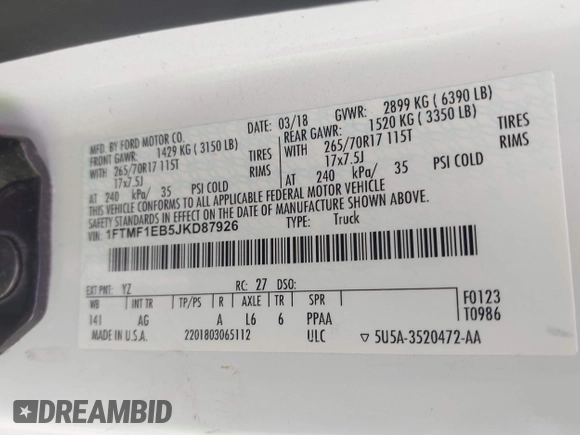 MFD. BY FORD MOTOR CO. DATE: 03/18 GVWR: 2899 KG ( 6390 LB)
FRONT GAWR: 1429 KG ( 3150 LB) REAR GAWR: 1520 KG ( 3350 LB)
WITH 265/70R17 115T TIRES WITH 265/70R17 115T TIRES
17x7.5J RIMS 17x7.5J RIMS
AT 240 kPa/ 35 PSI COLD AT 240 kPa/ 35 PSI COLD
THIS VEHICLE CONFORMS TO ALL APPLICABLE FEDERAL MOTOR VEHICLE
SAFETY STANDARDS IN EFFECT ON THE DATE OF MANUFACTURE SHOWN ABOVE.
VIN: 1FTMF1EB5JKD87926 TYPE: Truck
EXT PNT: YZ RC: 27 DSO:
WB INT TR TP/PS R AXLE TR SPR F0123
141 AG A L6 6 PPAA T0986
MADE IN U.S.A. 2201803065112 ULC 5U5A-3520472-AA
DREAMBID